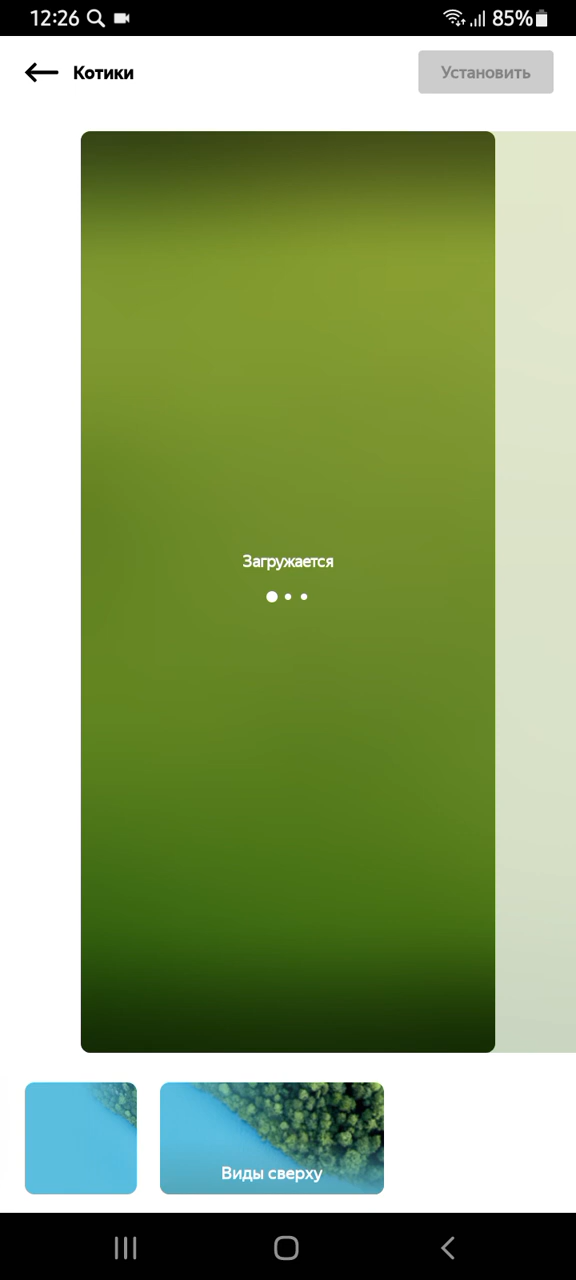 12:26
85%
Котики
Установить
Загружается
Виды сверху